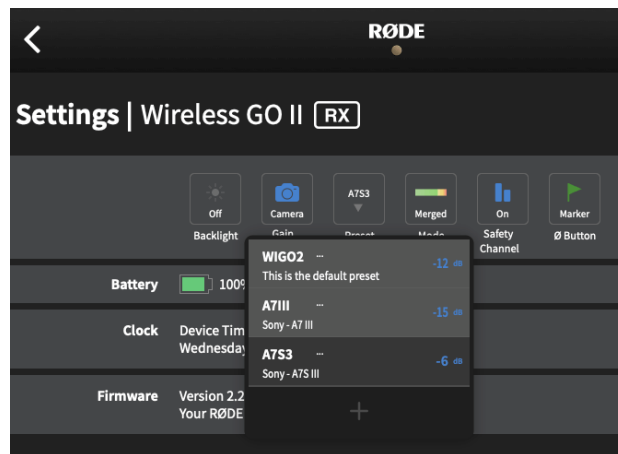 RØDE
Settings | Wireless GO II RX
Off
Camera
A7S3
Merged
On
Marker
Backlight
Gain
Preset
Mode
Safety
Channel
Ø Button
WIGO2 ...
This is the default preset
-12 dB
A7III ...
Sony - A7 III
-15 dB
A7S3 ...
Sony - A7S III
-6 dB
+
Battery
100%
Clock
Device Tim
Wednesday
Firmware
Version 2.2
Your RØDE